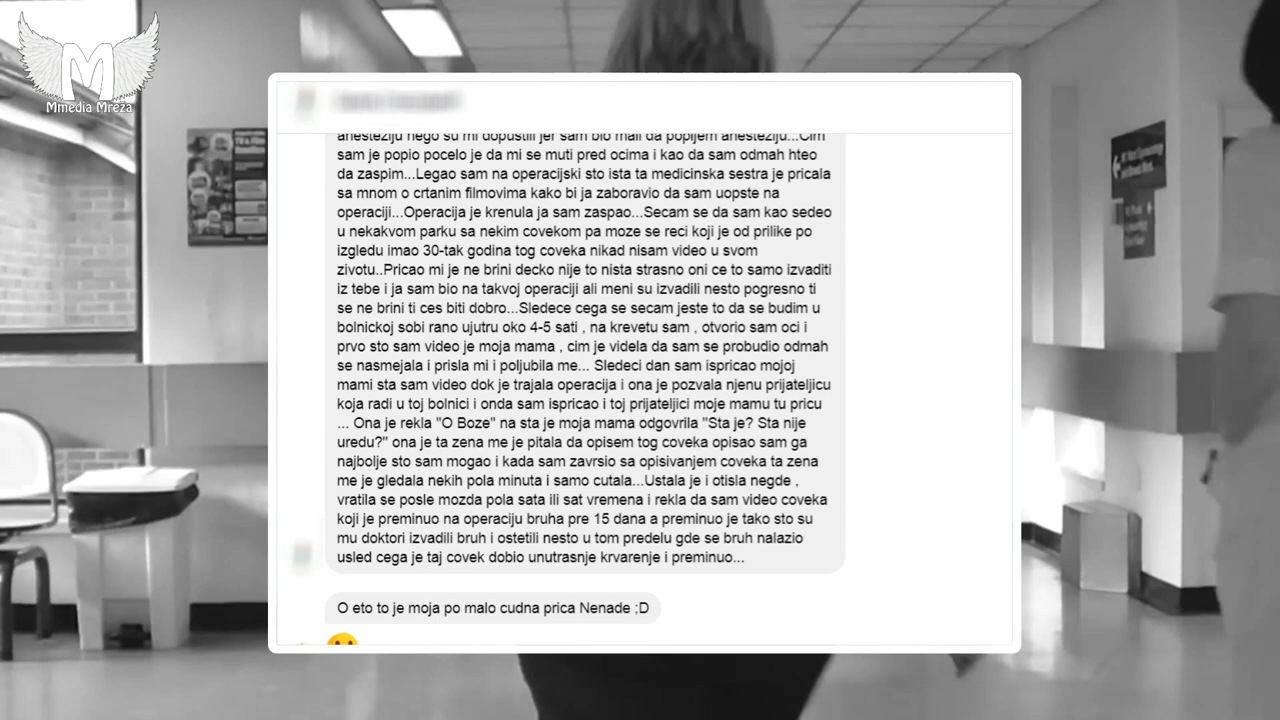 M
Mmedia Mreza
anesteziju nego su mi dopustili jer sam bio mali da popijem anesteziju...Cim
sam je popio pocelo je da mi se muti pred ocima i kao da sam odmah hteo
da zaspim...Legao sam na operacijski sto ista ta medicinska sestra je pricala
sa mnom o crtanim filmovima kako bi ja zaboravio da sam uopste na
operaciji...Operacija je krenula ja sam zaspao...Secam se da sam kao sedeo
u nekakvom parku sa nekim covekom pa moze se reci koji je od prilike po
izgledu imao 30-tak godina tog coveka nikad nisam video u svom
zivotu..Pricao mi je ne brini decko nije to nista strasno oni ce to samo izvaditi
iz tebe i ja sam bio na takvoj operaciji ali meni su izvadili nesto pogresno ti
se ne brini ti ces biti dobro...Sledece cega se secam jeste to da se budim u
bolnickoj sobi rano ujutru oko 4-5 sati , na krevetu sam , otvorio sam oci i
prvo sto sam video je moja mama , cim je videla da sam se probudio odmah
se nasmejala i prisla mi i poljubila me... Sledeci dan sam ispricao mojoj
mami sta sam video dok je trajala operacija i ona je pozvala njenu prijateljicu
koja radi u toj bolnici i onda sam ispricao i toj prijateljici moje mamu tu pricu
... Ona je rekla "O Boze" na sta je moja mama odgovrila "Sta je? Sta nije
uredu?" ona je ta zena me je pitala da opisem tog coveka opisao sam ga
najbolje sto sam mogao i kada sam zavrsio sa opisivanjem coveka ta zena
me je gledala nekih pola minuta i samo cutala...Ustala je i otisla negde ,
vratila se posle mozda pola sata ili sat vremena i rekla da sam video coveka
koji je preminuo na operaciju bruha pre 15 dana a preminuo je tako sto su
mu doktori izvadili bruh i ostetili nesto u tom predelu gde se bruh nalazio
usled cega je taj covek dobio unutrasnje krvarenje i preminuo...
O eto to je moja po malo cudna prica Nenade ;D